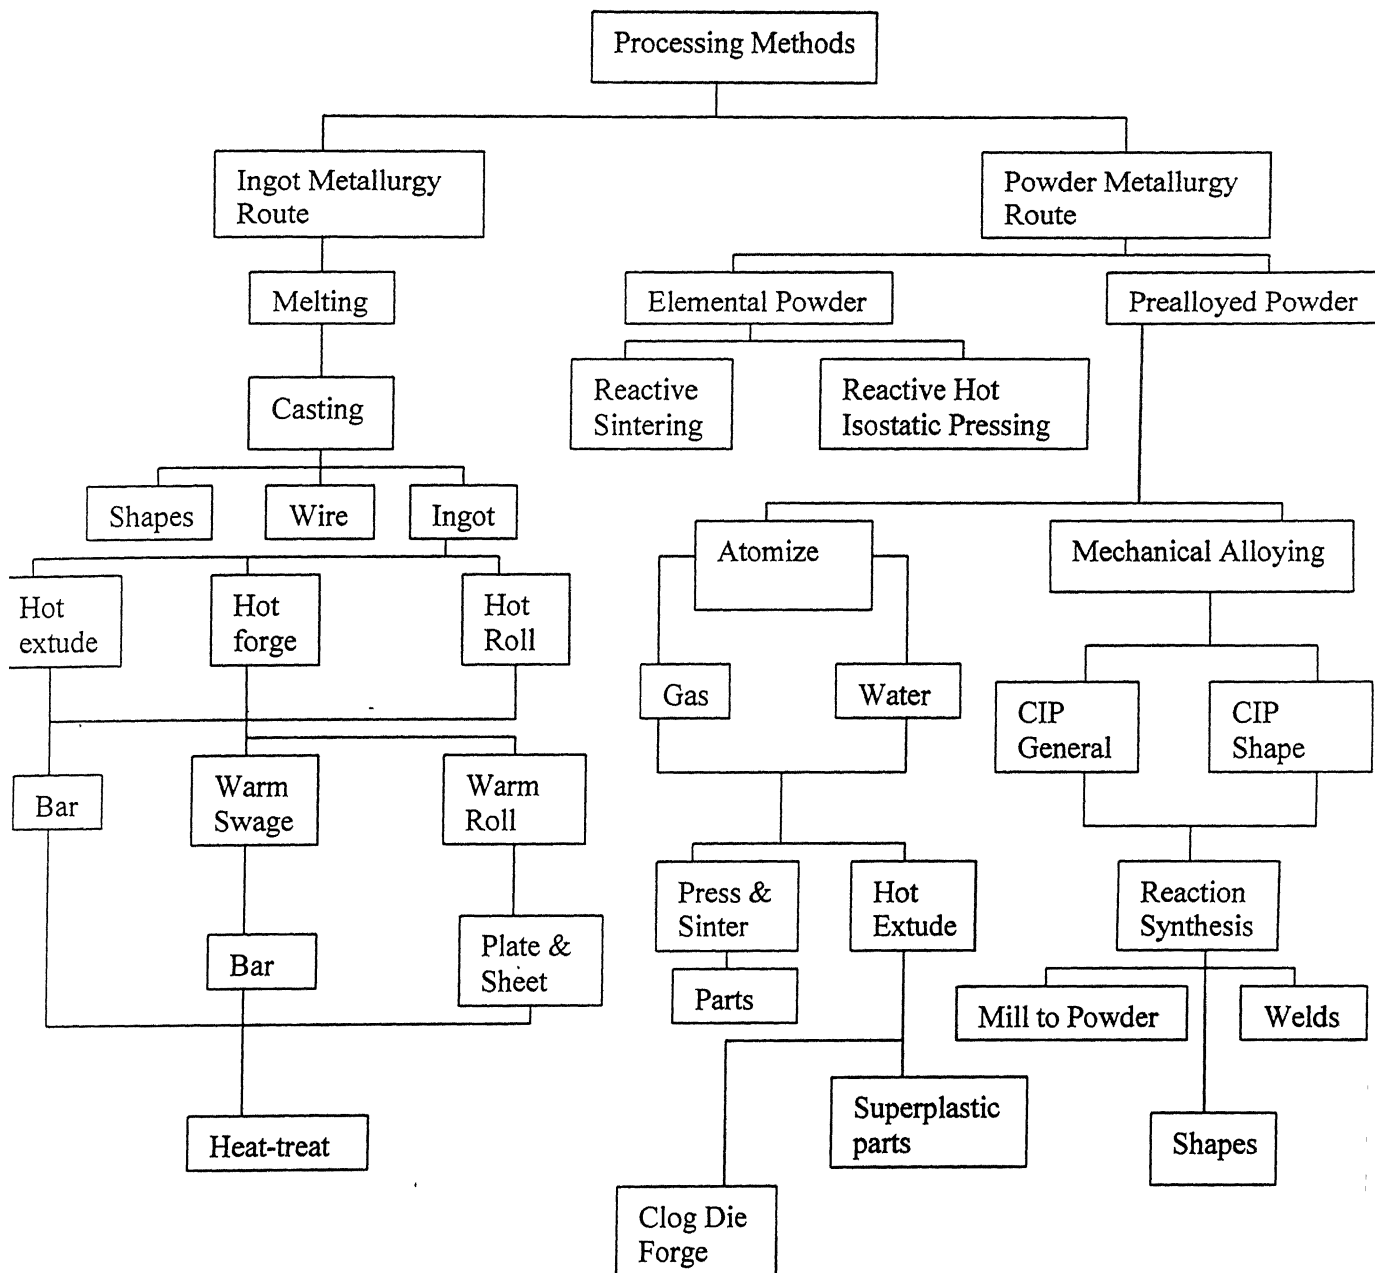 Processing Methods
Ingot Metallurgy
Route
Powder Metallurgy
Route
Melting
Elemental Powder
Prealloyed Powder
Casting
Reactive
Sintering
Reactive Hot
Isostatic Pressing
Shapes
Wire
Ingot
Atomize
Mechanical Alloying
Hot
extude
Hot
forge
Hot
Roll
Gas
Water
CIP
General
CIP
Shape
Bar
Warm
Swage
Warm
Roll
Press &
Sinter
Hot
Extude
Reaction
Synthesis
Bar
Plate &
Sheet
Parts
Mill to Powder
Welds
Superplastic
parts
Heat-treat
Shapes
Clog Die
Forge